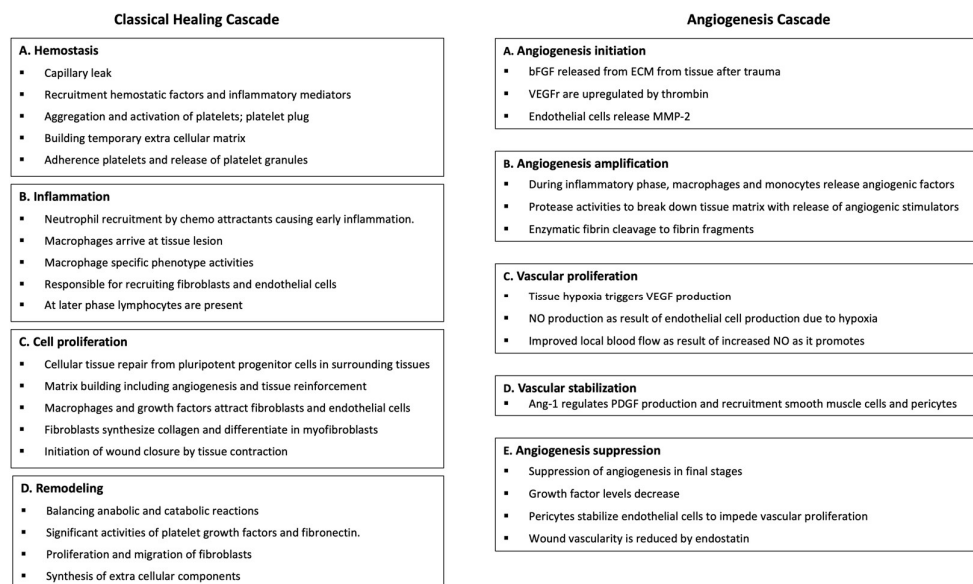 Classical Healing Cascade
A. Hemostasis
▪ Capillary leak
▪ Recruitment hemostatic factors and inflammatory mediators
▪ Aggregation and activation of platelets; platelet plug
▪ Building temporary extra cellular matrix
▪ Adherence platelets and release of platelet granules
B. Inflammation
▪ Neutrophil recruitment by chemo attractants causing early inflammation.
▪ Macrophages arrive at tissue lesion
▪ Macrophage specific phenotype activities
▪ Responsible for recruiting fibroblasts and endothelial cells
▪ At later phase lymphocytes are present
C. Cell proliferation
▪ Cellular tissue repair from pluripotent progenitor cells in surrounding tissues
▪ Matrix building including angiogenesis and tissue reinforcement
▪ Macrophages and growth factors attract fibroblasts and endothelial cells
▪ Fibroblasts synthesize collagen and differentiate in myofibroblasts
▪ Initiation of wound closure by tissue contraction
D. Remodeling
▪ Balancing anabolic and catabolic reactions
▪ Significant activities of platelet growth factors and fibronectin.
▪ Proliferation and migration of fibroblasts
▪ Synthesis of extra cellular components
Angiogenesis Cascade
A. Angiogenesis initiation
▪ bFGF released from ECM from tissue after trauma
▪ VEGFr are upregulated by thrombin
▪ Endothelial cells release MMP-2
B. Angiogenesis amplification
▪ During inflammatory phase, macrophages and monocytes release angiogenic factors
▪ Protease activities to break down tissue matrix with release of angiogenic stimulators
▪ Enzymatic fibrin cleavage to fibrin fragments
C. Vascular proliferation
▪ Tissue hypoxia triggers VEGF production
▪ NO production as result of endothelial cell production due to hypoxia
▪ Improved local blood flow as result of increased NO as it promotes
D. Vascular stabilization
▪ Ang-1 regulates PDGF production and recruitment smooth muscle cells and pericytes
E. Angiogenesis suppression
▪ Suppression of angiogenesis in final stages
▪ Growth factor levels decrease
▪ Pericytes stabilize endothelial cells to impede vascular proliferation
▪ Wound vascularity is reduced by endostatin